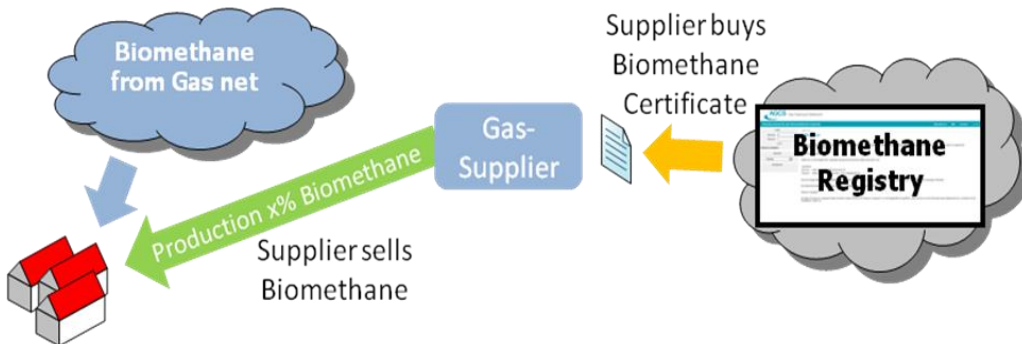 Biomethane
from Gas net
Supplier buys
Biomethane
Certificate
Gas-
Supplier
Biomethane
Registry
Production x% Biomethane
Supplier sells
Biomethane